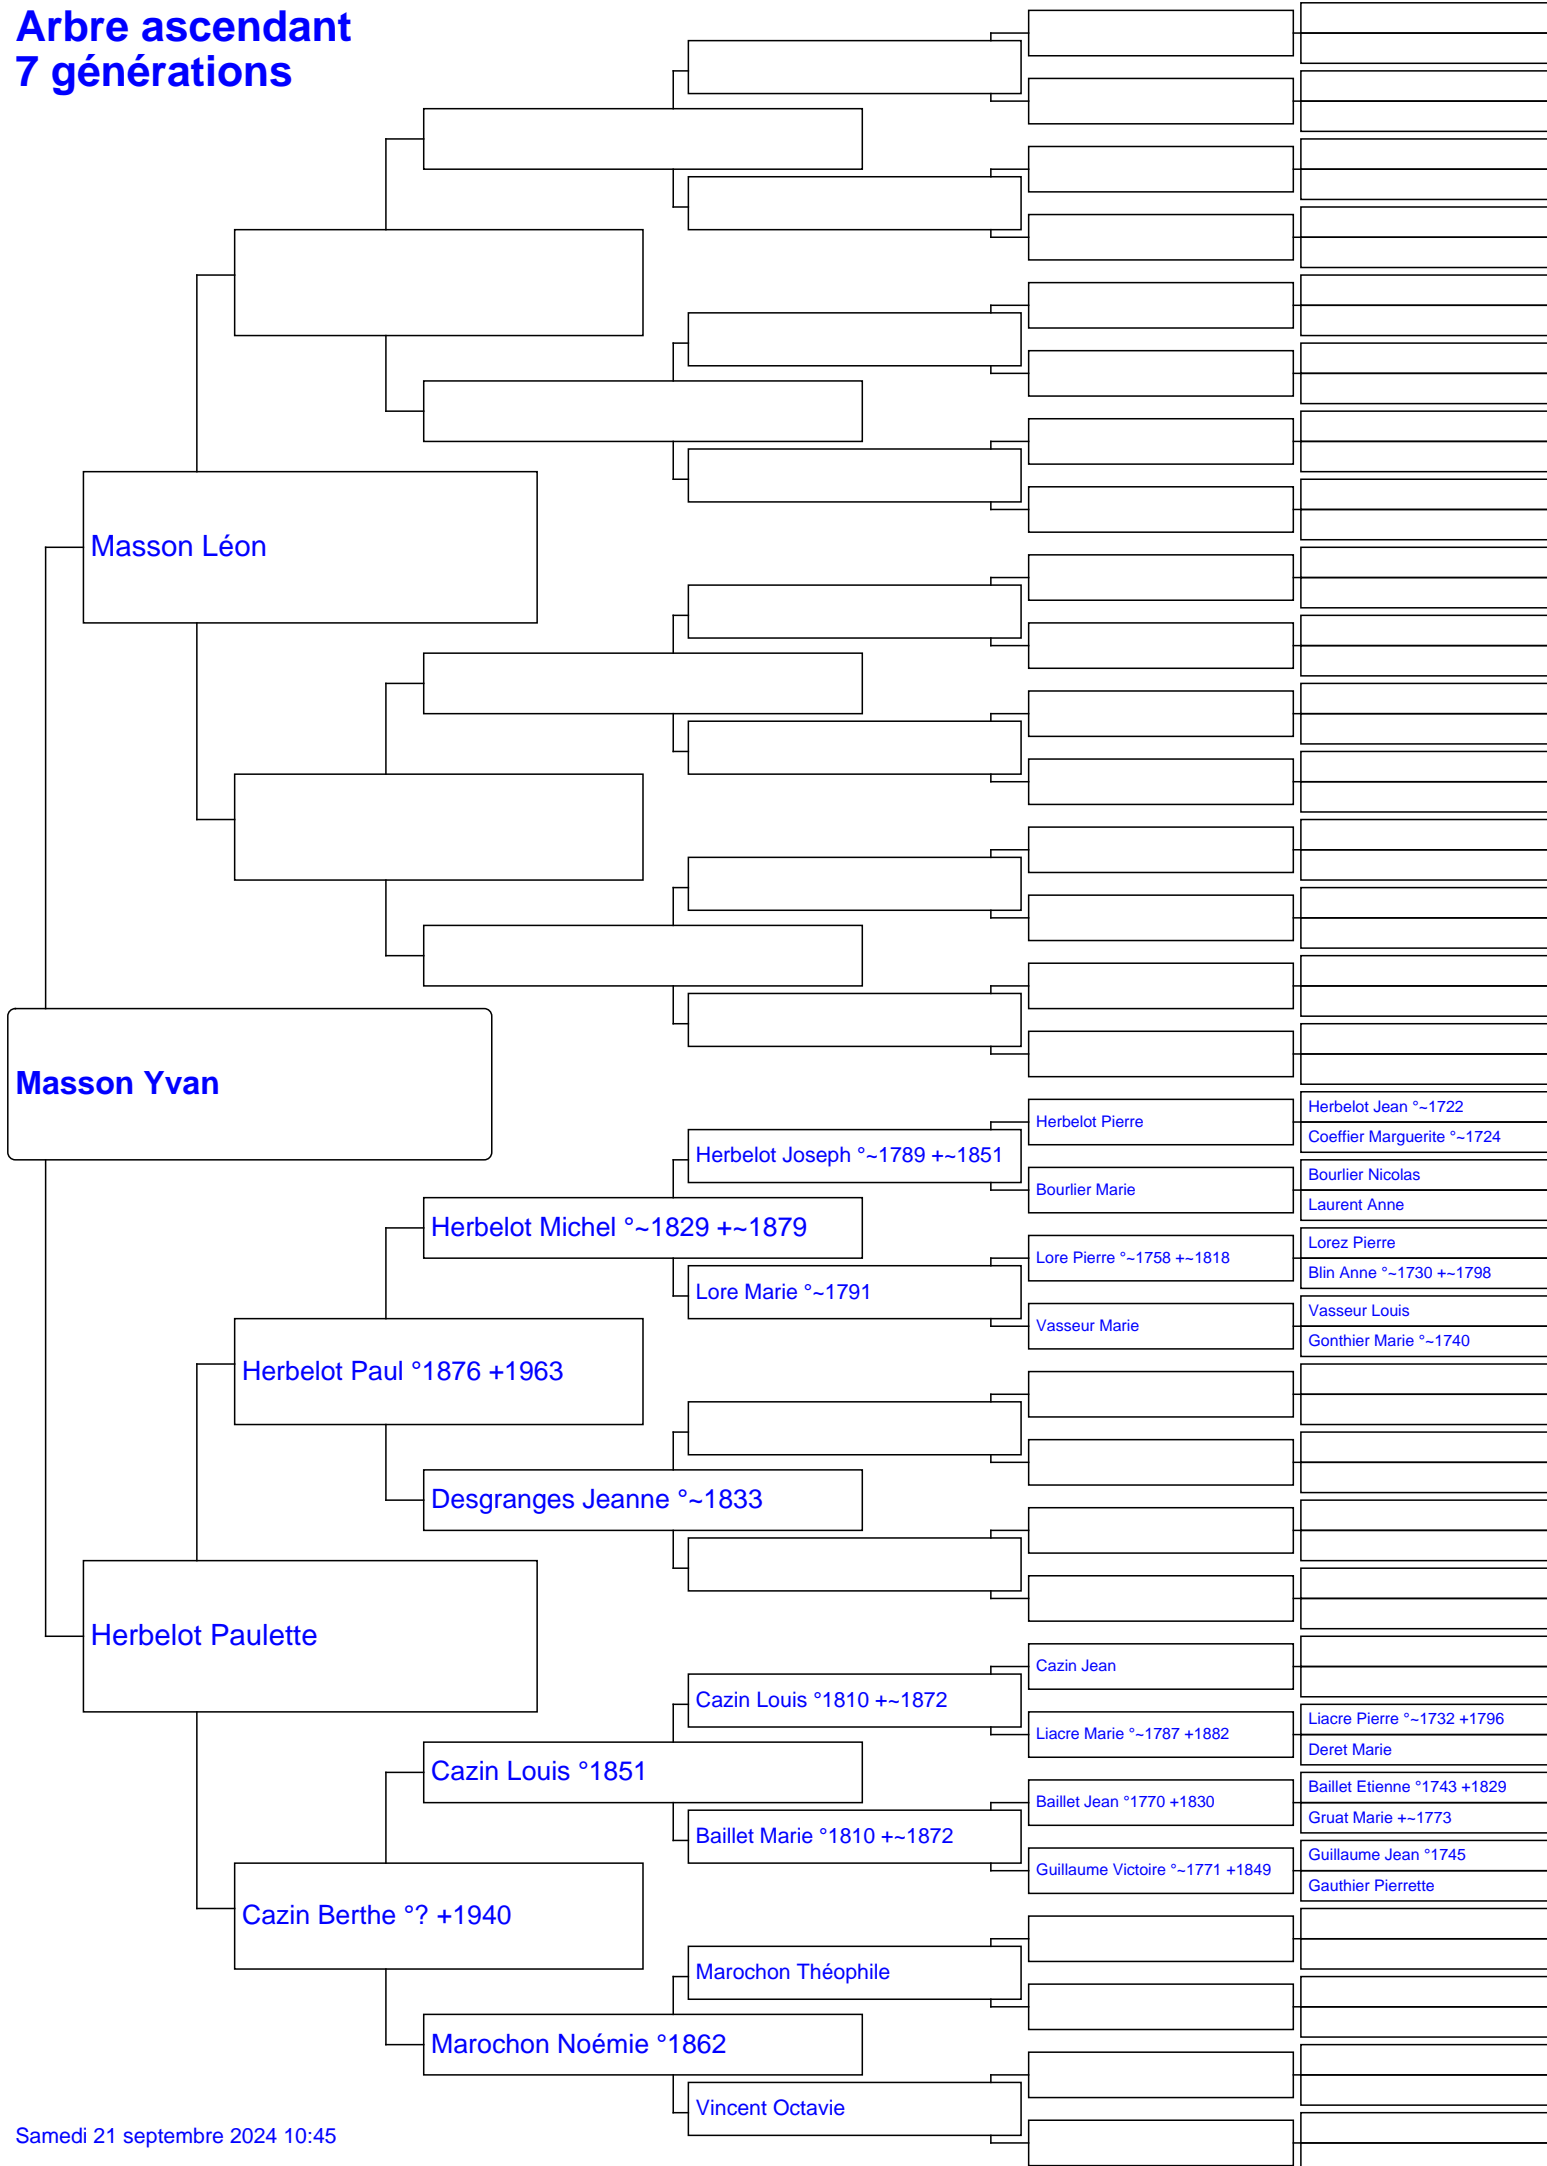 Arbre ascendant
7 générations
Masson Léon
Masson Yvan
Herbelot Jean °~1722
Herbelot Pierre
Coeffier Marguerite °~1724
Herbelot Joseph °~1789 +~1851
Bourlier Nicolas
Bourlier Marie
Laurent Anne
Herbelot Michel °~1829 +~1879
Lorez Pierre
Lore Pierre °~1758 +~1818
Blin Anne °~1730 +~1798
Lore Marie °~1791
Vasseur Louis
Vasseur Marie
Gonthier Marie °~1740
Herbelot Paul °1876 +1963
Desgranges Jeanne °~1833
Herbelot Paulette
Cazin Jean
Cazin Louis °1810 +~1872
Liacre Pierre °~1732 +1796
Liacre Marie °~1787 +1882
Deret Marie
Cazin Louis °1851
Baillet Etienne °1743 +1829
Baillet Jean °1770 +1830
Gruat Marie +~1773
Baillet Marie °1810 +~1872
Guillaume Jean °1745
Guillaume Victoire °~1771 +1849
Gauthier Pierrette
Cazin Berthe °? +1940
Marochon Théophile
Marochon Noémie °1862
Vincent Octavie
Samedi 21 septembre 2024 10:45